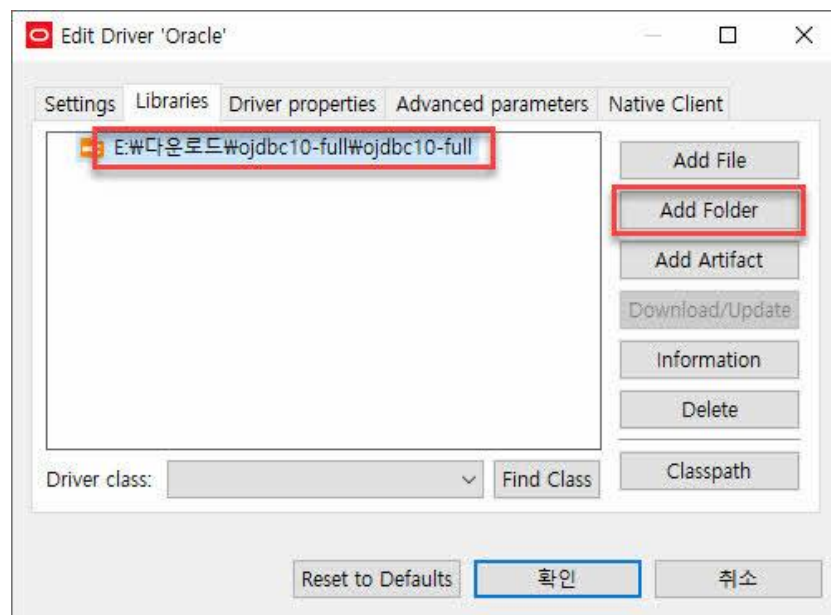 Edit Driver 'Oracle'
Settings Libraries Driver properties Advanced parameters Native Client
E:₩다운로드₩ojdbc10-full₩ojdbc10-full
Add File
Add Folder
Add Artifact
Download/Update
Information
Delete
Classpath
Driver class:
Find Class
Reset to Defaults
확인
취소